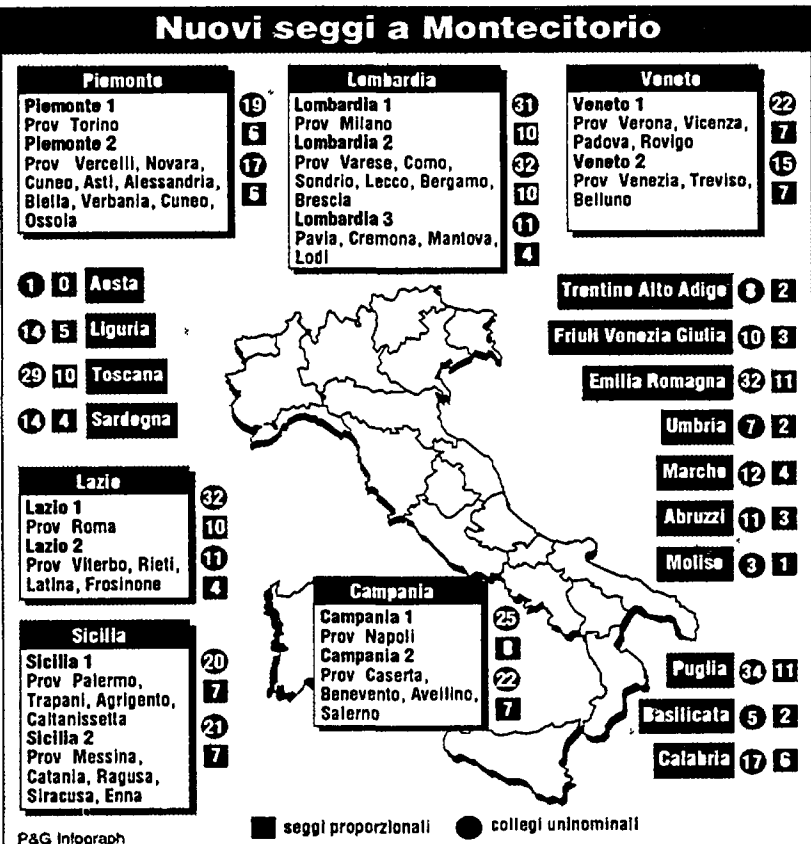 Nuovi seggi a Montecitorio
Piemonte
Piemonte 1
Prov Torino
Piemonte 2
Prov Vercelli, Novara,
Cuneo, Asti, Alessandria,
Biella, Verbania, Cuneo,
Ossola
19
6
17
6
Lombardia
Lombardia 1
Prov Milano
Lombardia 2
Prov Varese, Como,
Sondrio, Lecco, Bergamo,
Brescia
Lombardia 3
Pavia, Cremona, Mantova,
Lodi
31
10
32
10
11
4
Veneto
Veneto 1
Prov Verona, Vicenza,
Padova, Rovigo
Veneto 2
Prov Venezia, Treviso,
Belluno
22
7
15
7
1 0 Aosta
14 5 Liguria
29 10 Toscana
14 4 Sardegna
Trentino Alto Adige 8 2
Friuli Venezia Giulia 10 3
Emilia Romagna 32 11
Umbria 7 2
Marche 12 4
Abruzzi 11 3
Molise 3 1
Lazio
Lazio 1
Prov Roma
Lazio 2
Prov Viterbo, Rieti,
Latina, Frosinone
32
10
11
4
Campania
Campania 1
Prov Napoli
Campania 2
Prov Caserta,
Benevento, Avellino,
Salerno
25
8
22
7
Sicilia
Sicilia 1
Prov Palermo,
Trapani, Agrigento,
Caltanissetta
Sicilia 2
Prov Messina,
Catania, Ragusa,
Siracusa, Enna
20
7
21
7
Puglia 34 11
Basilicata 5 2
Calabria 17 6
seggi proporzionali
collegi uninominali
P&G Infograph